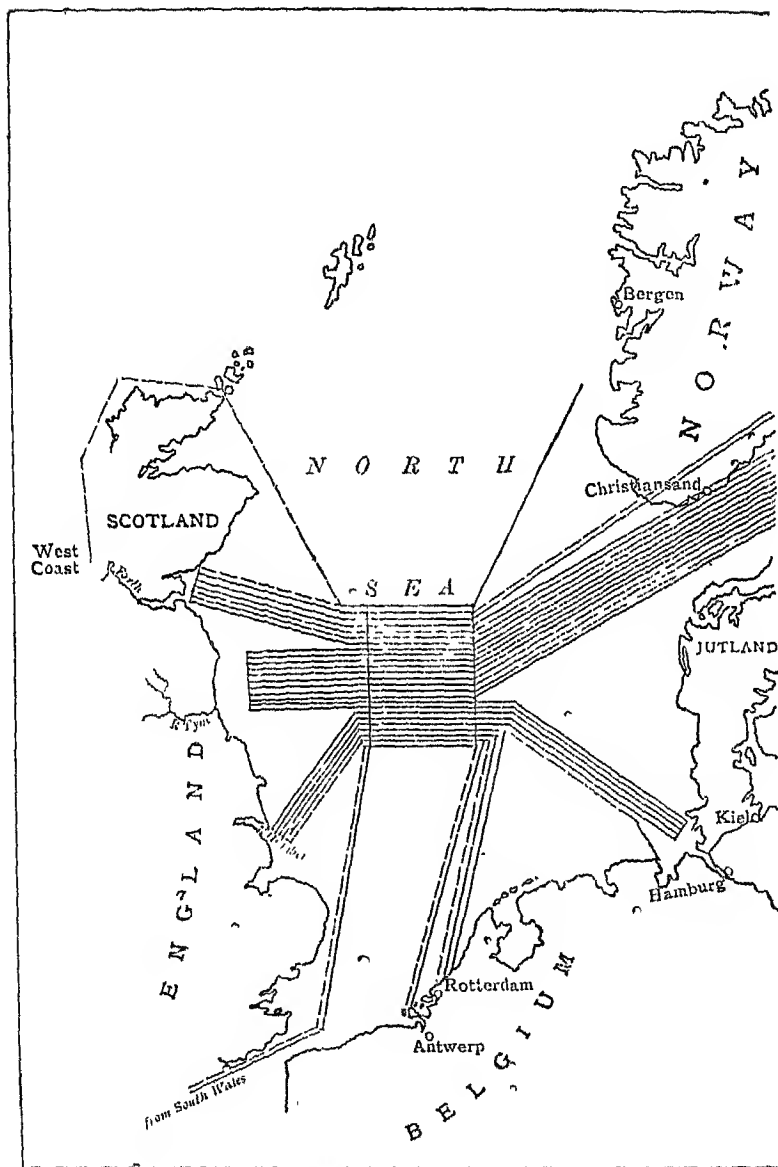 NORWAY
Bergen
NORTH
Christiansand
SCOTLAND
West
Coast
R Forth
SEA
JUTLAND
R Tyne
ENGLAND
Kiel
Hamburg
Rotterdam
Antwerp
BELGIUM
from South Wales